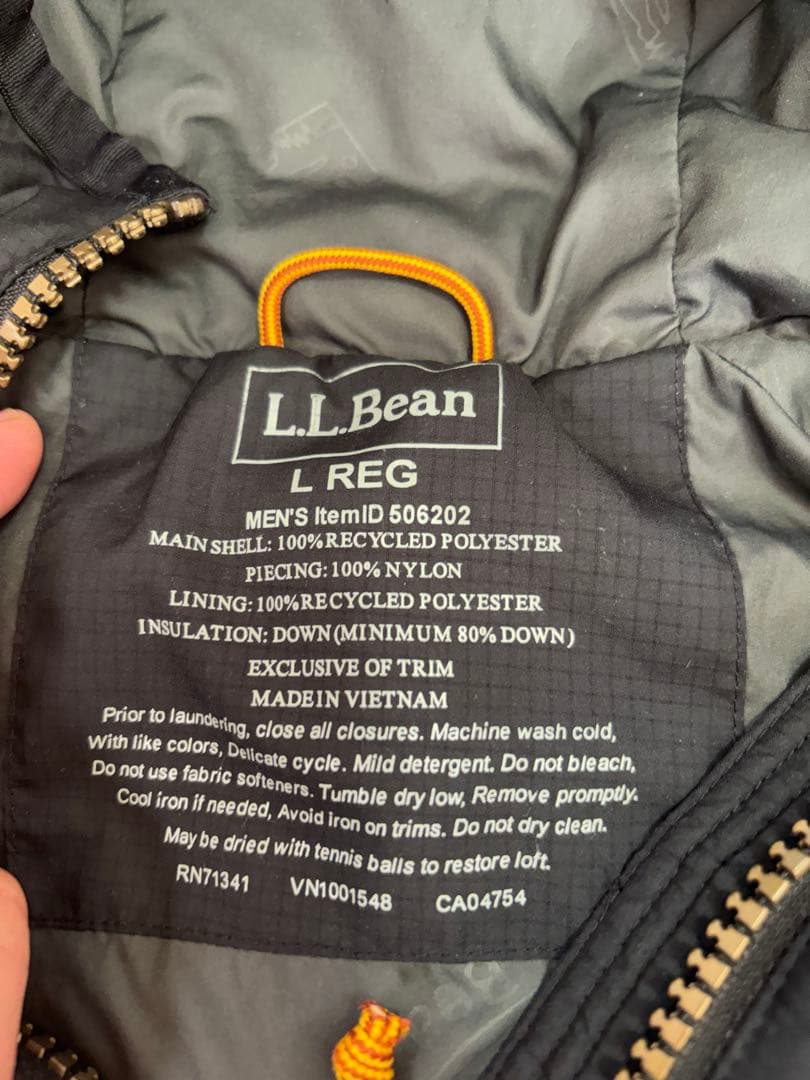 L.L.Bean
L REG
MEN'S ItemID 506202
MAIN SHELL: 100% RECYCLED POLYESTER
PIECING: 100% NYLON
LINING: 100% RECYCLED POLYESTER
INSULATION: DOWN (MINIMUM 80% DOWN)
EXCLUSIVE OF TRIM
MADE IN VIETNAM
Prior to laundering, close all closures. Machine wash cold,
With like colors, Delicate cycle. Mild detergent. Do not bleach,
Do not use fabric softeners. Tumble dry low, Remove promptly.
Cool iron if needed, Avoid iron on trims. Do not dry clean.
May be dried with tennis balls to restore loft.
RN71341 VN1001548 CA04754